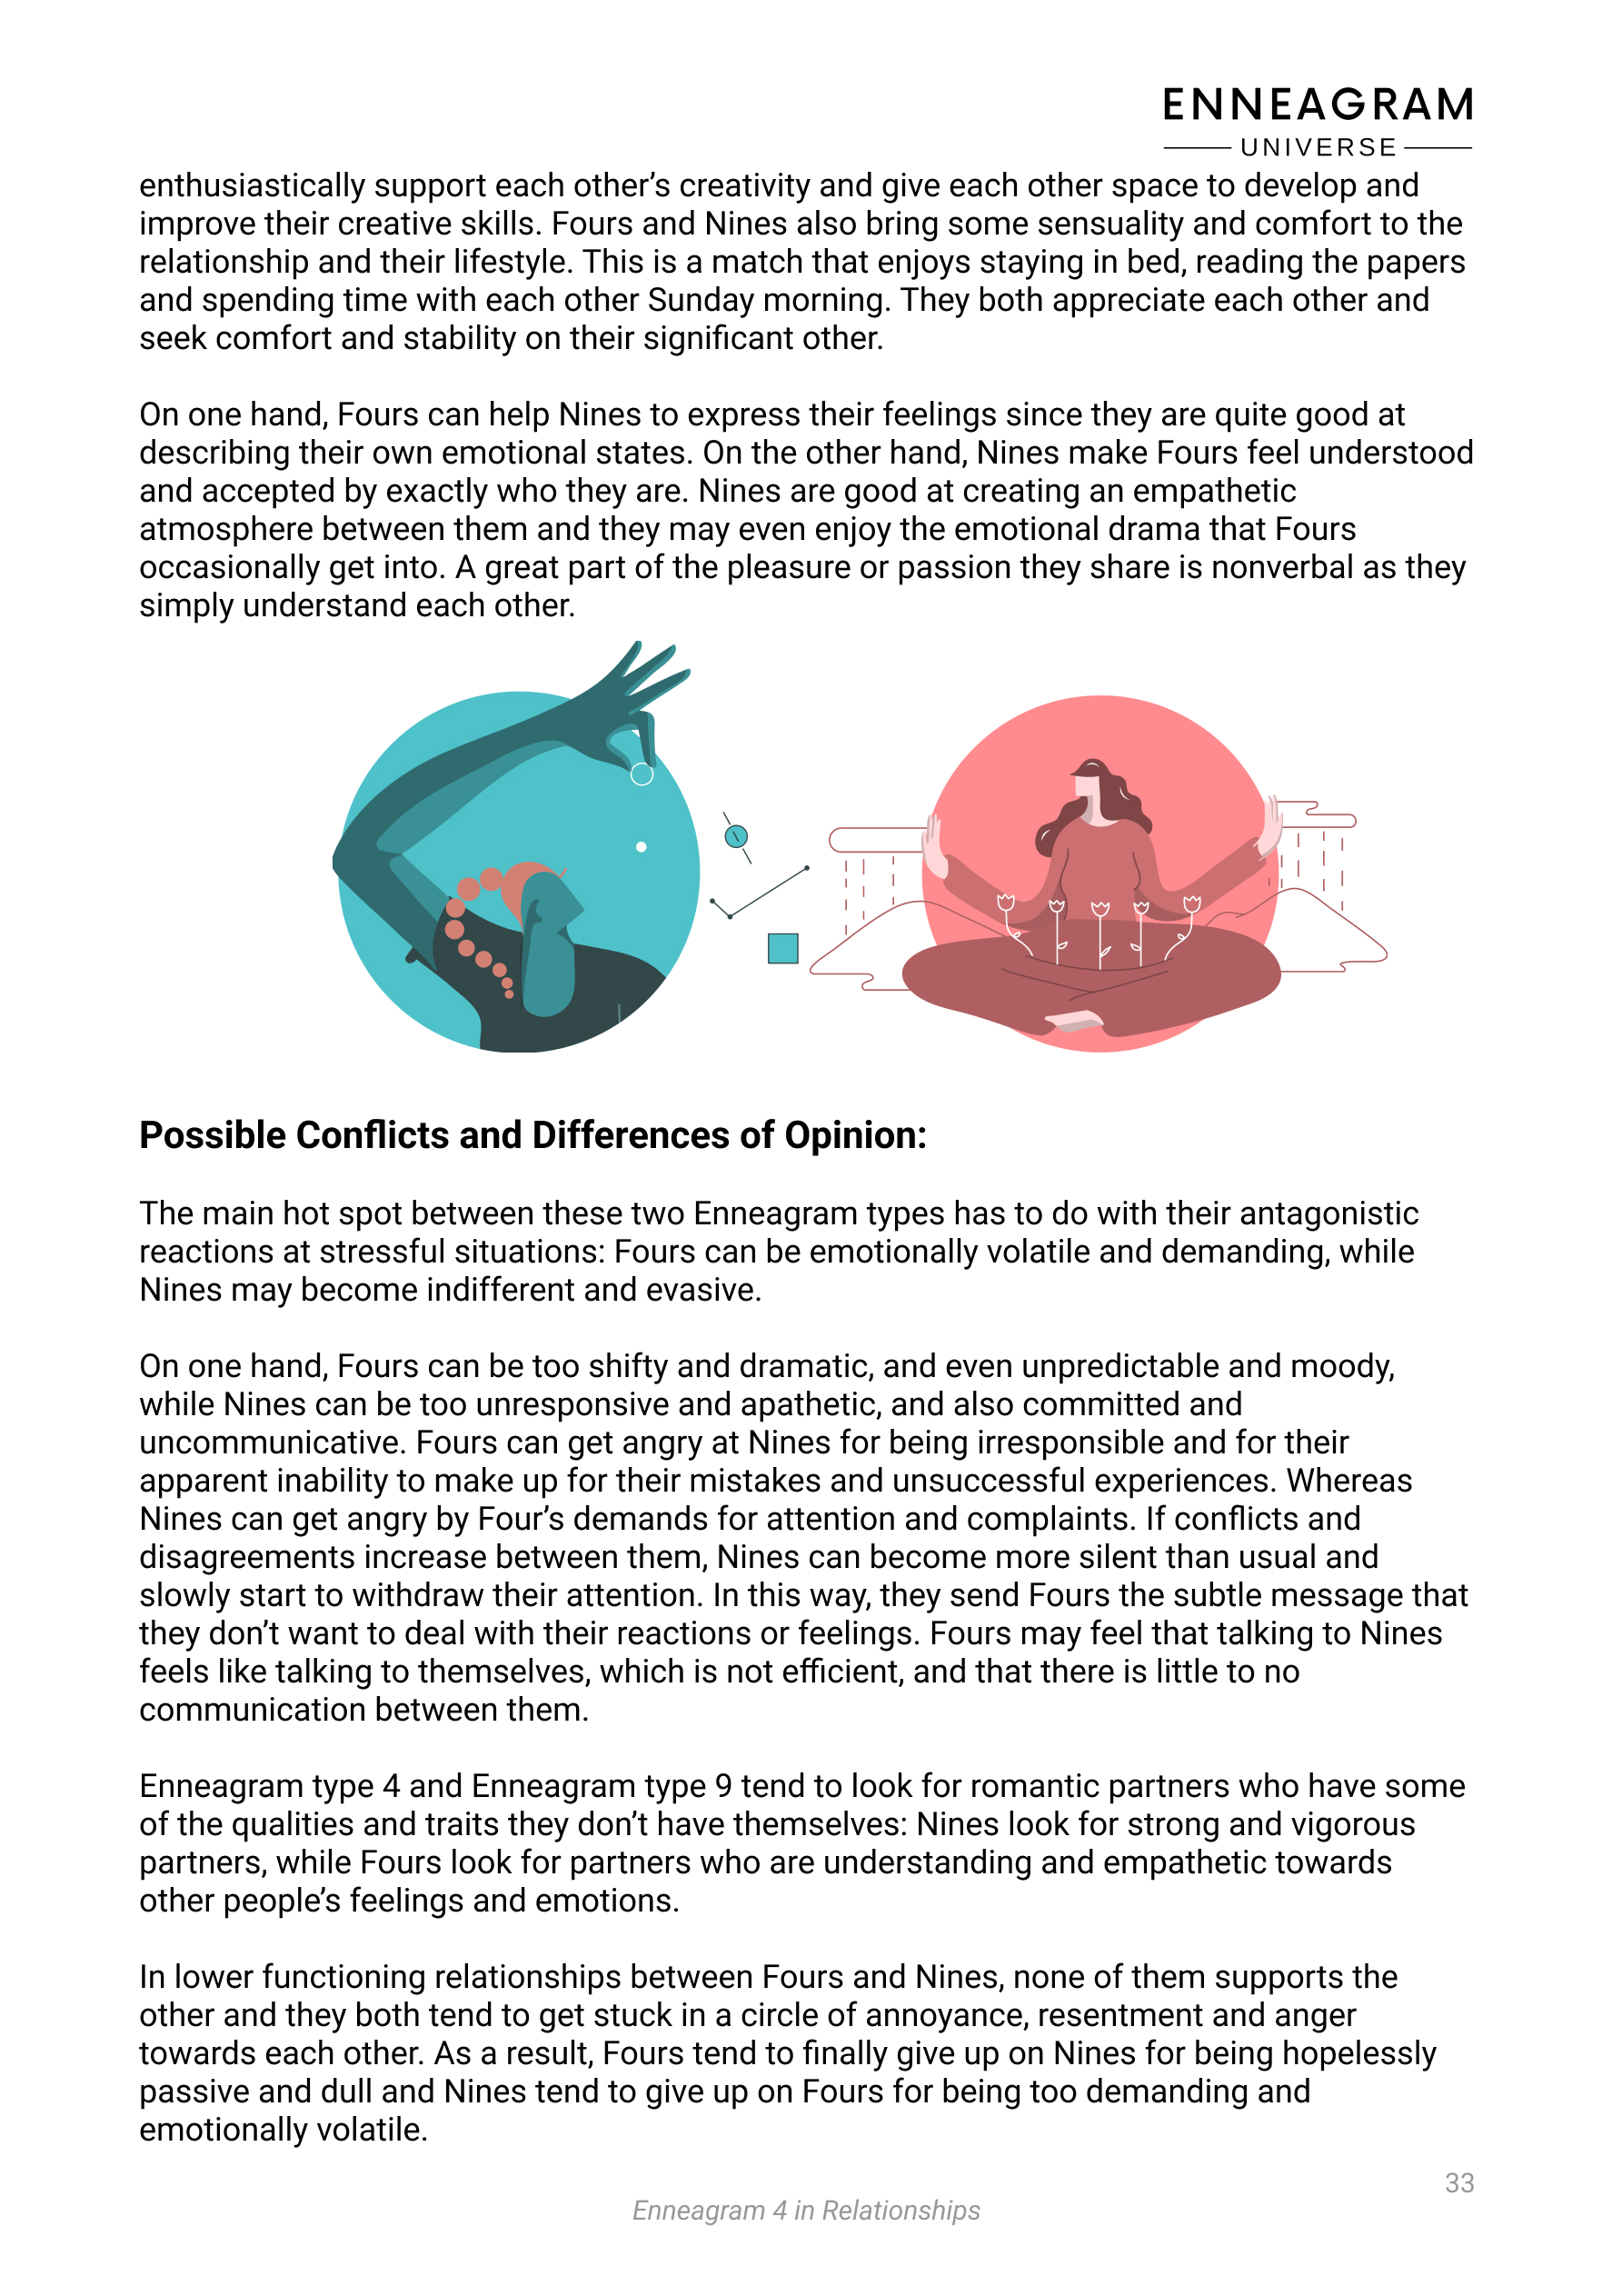 ENNEAGRAM
UNIVERSE
enthusiastically support each other’s creativity and give each other space to develop and
improve their creative skills. Fours and Nines also bring some sensuality and comfort to the
relationship and their lifestyle. This is a match that enjoys staying in bed, reading the papers
and spending time with each other Sunday morning. They both appreciate each other and
seek comfort and stability on their significant other.
On one hand, Fours can help Nines to express their feelings since they are quite good at
describing their own emotional states. On the other hand, Nines make Fours feel understood
and accepted by exactly who they are. Nines are good at creating an empathetic
atmosphere between them and they may even enjoy the emotional drama that Fours
occasionally get into. A great part of the pleasure or passion they share is nonverbal as they
simply understand each other.
Possible Conflicts and Differences of Opinion:
The main hot spot between these two Enneagram types has to do with their antagonistic
reactions at stressful situations: Fours can be emotionally volatile and demanding, while
Nines may become indifferent and evasive.
On one hand, Fours can be too shifty and dramatic, and even unpredictable and moody,
while Nines can be too unresponsive and apathetic, and also committed and
uncommunicative. Fours can get angry at Nines for being irresponsible and for their
apparent inability to make up for their mistakes and unsuccessful experiences. Whereas
Nines can get angry by Four’s demands for attention and complaints. If conflicts and
disagreements increase between them, Nines can become more silent than usual and
slowly start to withdraw their attention. In this way, they send Fours the subtle message that
they don’t want to deal with their reactions or feelings. Fours may feel that talking to Nines
feels like talking to themselves, which is not efficient, and that there is little to no
communication between them.
Enneagram type 4 and Enneagram type 9 tend to look for romantic partners who have some
of the qualities and traits they don’t have themselves: Nines look for strong and vigorous
partners, while Fours look for partners who are understanding and empathetic towards
other people’s feelings and emotions.
In lower functioning relationships between Fours and Nines, none of them supports the
other and they both tend to get stuck in a circle of annoyance, resentment and anger
towards each other. As a result, Fours tend to finally give up on Nines for being hopelessly
passive and dull and Nines tend to give up on Fours for being too demanding and
emotionally volatile.
33
Enneagram 4 in Relationships